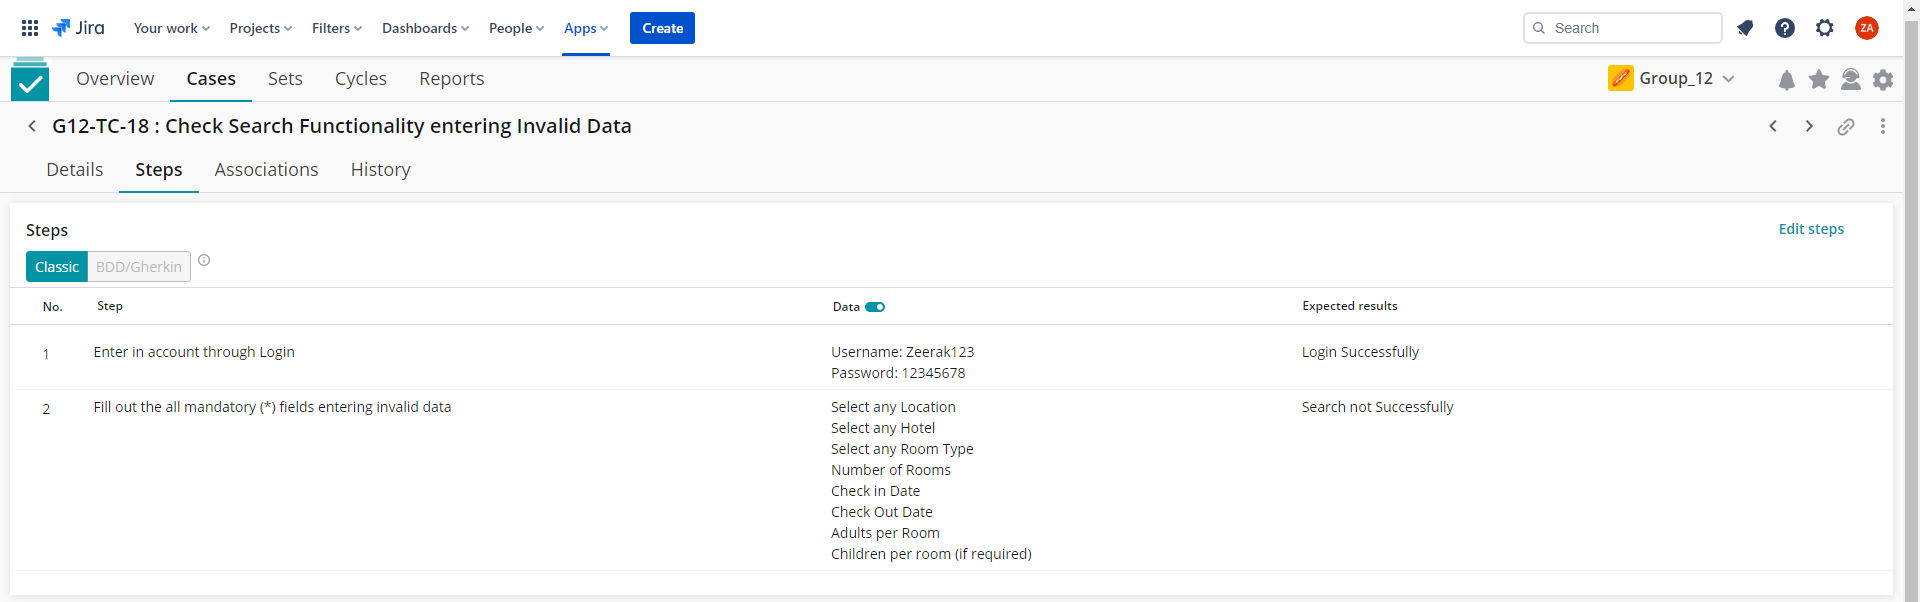 Jira Your work Projects Filters Dashboards People Apps Create Search ZA
Overview Cases Sets Cycles Reports Group_12
G12-TC-18 : Check Search Functionality entering Invalid Data
Details Steps Associations History
Steps Edit steps
Classic BDD/Gherkin
No. Step Data Expected results
1 Enter in account through Login Username: Zeerak123 Login Successfully
Password: 12345678
2 Fill out the all mandatory (*) fields entering invalid data Select any Location Search not Successfully
Select any Hotel
Select any Room Type
Number of Rooms
Check in Date
Check Out Date
Adults per Room
Children per room (if required)